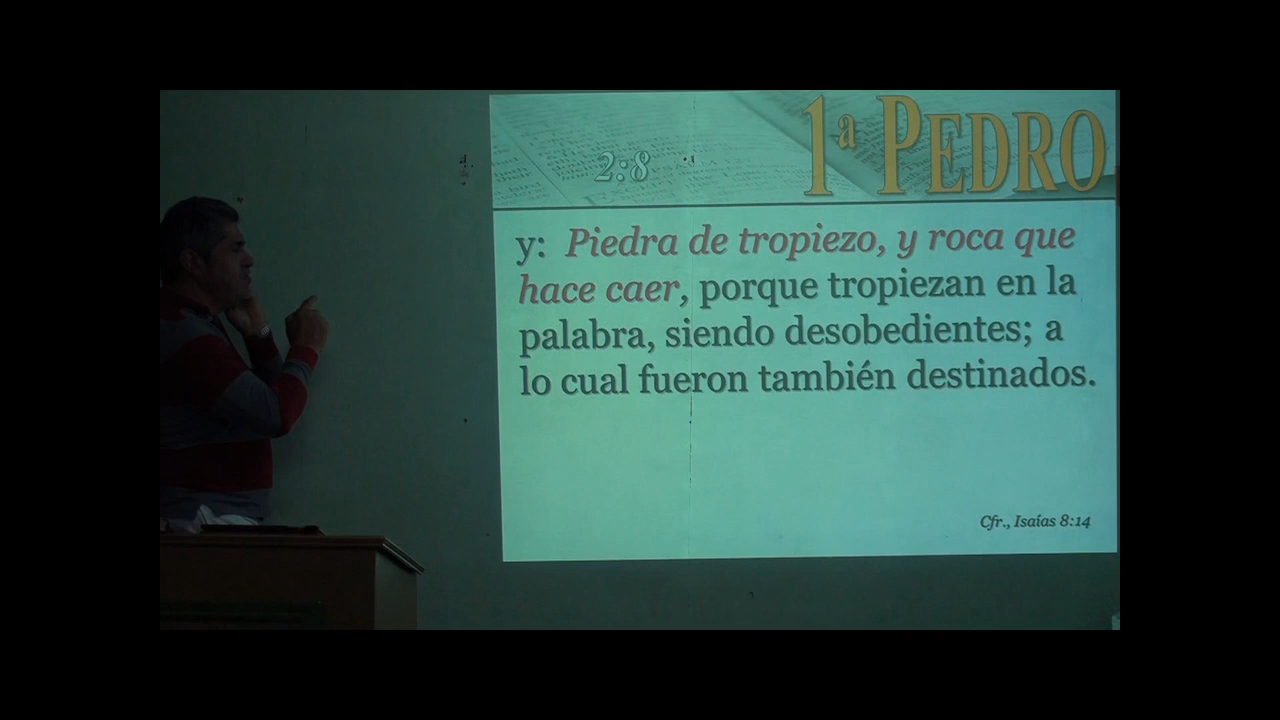 2:8
1ª PEDRO
y: Piedra de tropiezo, y roca que
hace caer, porque tropiezan en la
palabra, siendo desobedientes; a
lo cual fueron también destinados.
Cfr., Isaías 8:14